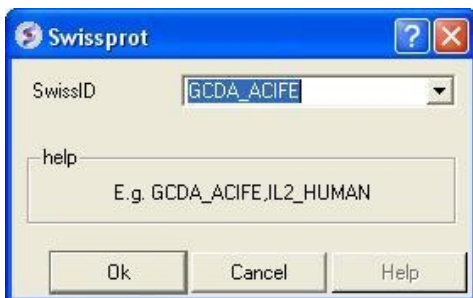 Swissprot
SwissID GCDA_ACIFE
help
E.g. GCDA_ACIFE,IL2_HUMAN
Ok Cancel Help